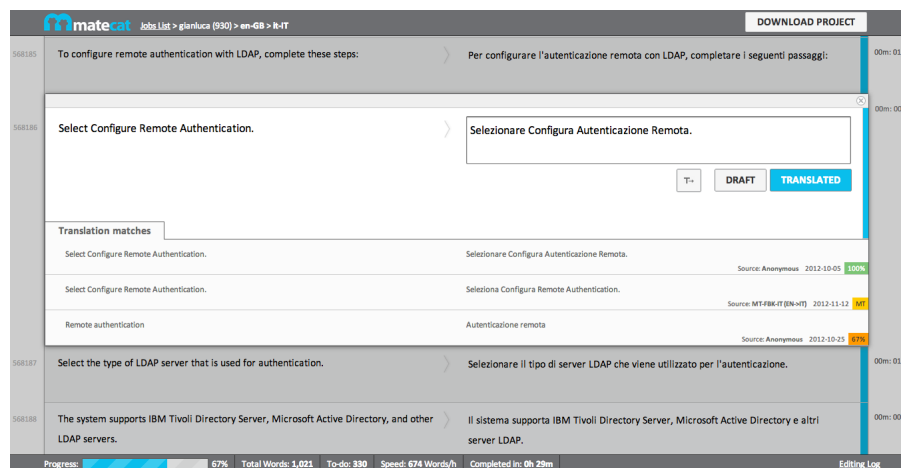 matecat Jobs List > gianluca (930) > en-GB > it-IT DOWNLOAD PROJECT
568185 To configure remote authentication with LDAP, complete these steps: Per configurare l'autenticazione remota con LDAP, completare i seguenti passaggi: 00m: 01
00m: 00
568186 Select Configure Remote Authentication. Selezionare Configura Autenticazione Remota.
T→ DRAFT TRANSLATED
Translation matches
Select Configure Remote Authentication. Selezionare Configura Autenticazione Remota.
Source: Anonymous 2012-10-05 100%
Select Configure Remote Authentication. Seleziona Configura Remote Authentication.
Source: MT-FBK-IT (EN->IT) 2012-11-12 MT
Remote authentication Autenticazione remota
Source: Anonymous 2012-10-25 67%
568187 Select the type of LDAP server that is used for authentication. Selezionare il tipo di server LDAP che viene utilizzato per l'autenticazione. 00m: 01
568188 The system supports IBM Tivoli Directory Server, Microsoft Active Directory, and other Il sistema supporta IBM Tivoli Directory Server, Microsoft Active Directory e altri 00m: 00
LDAP servers. server LDAP.
Progress: 67% Total Words: 1,021 To-do: 330 Speed: 674 Words/h Completed in: 0h 29m Editing Log